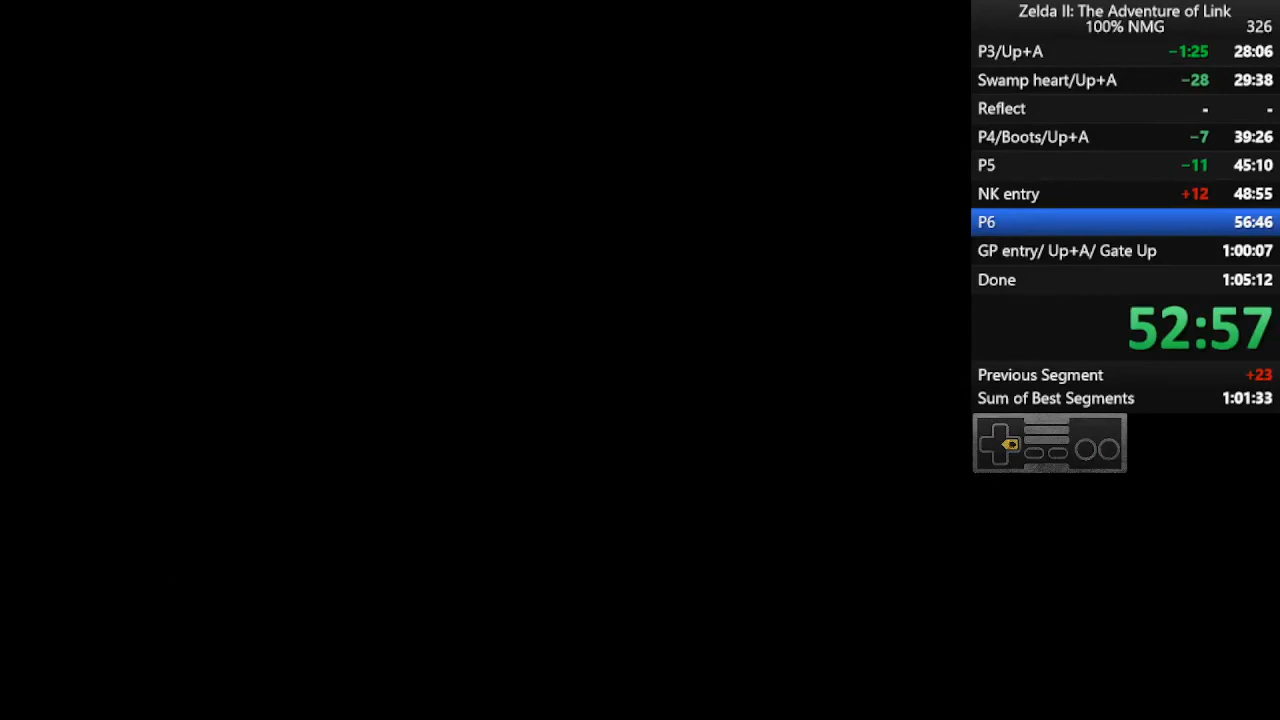 Zelda II: The Adventure of Link
100% NMG 326
P3/Up+A −1:25 28:06
Swamp heart/Up+A −28 29:38
Reflect - -
P4/Boots/Up+A −7 39:26
P5 −11 45:10
NK entry +12 48:55
P6 56:46
GP entry/ Up+A/ Gate Up 1:00:07
Done 1:05:12
52:57
Previous Segment +23
Sum of Best Segments 1:01:33